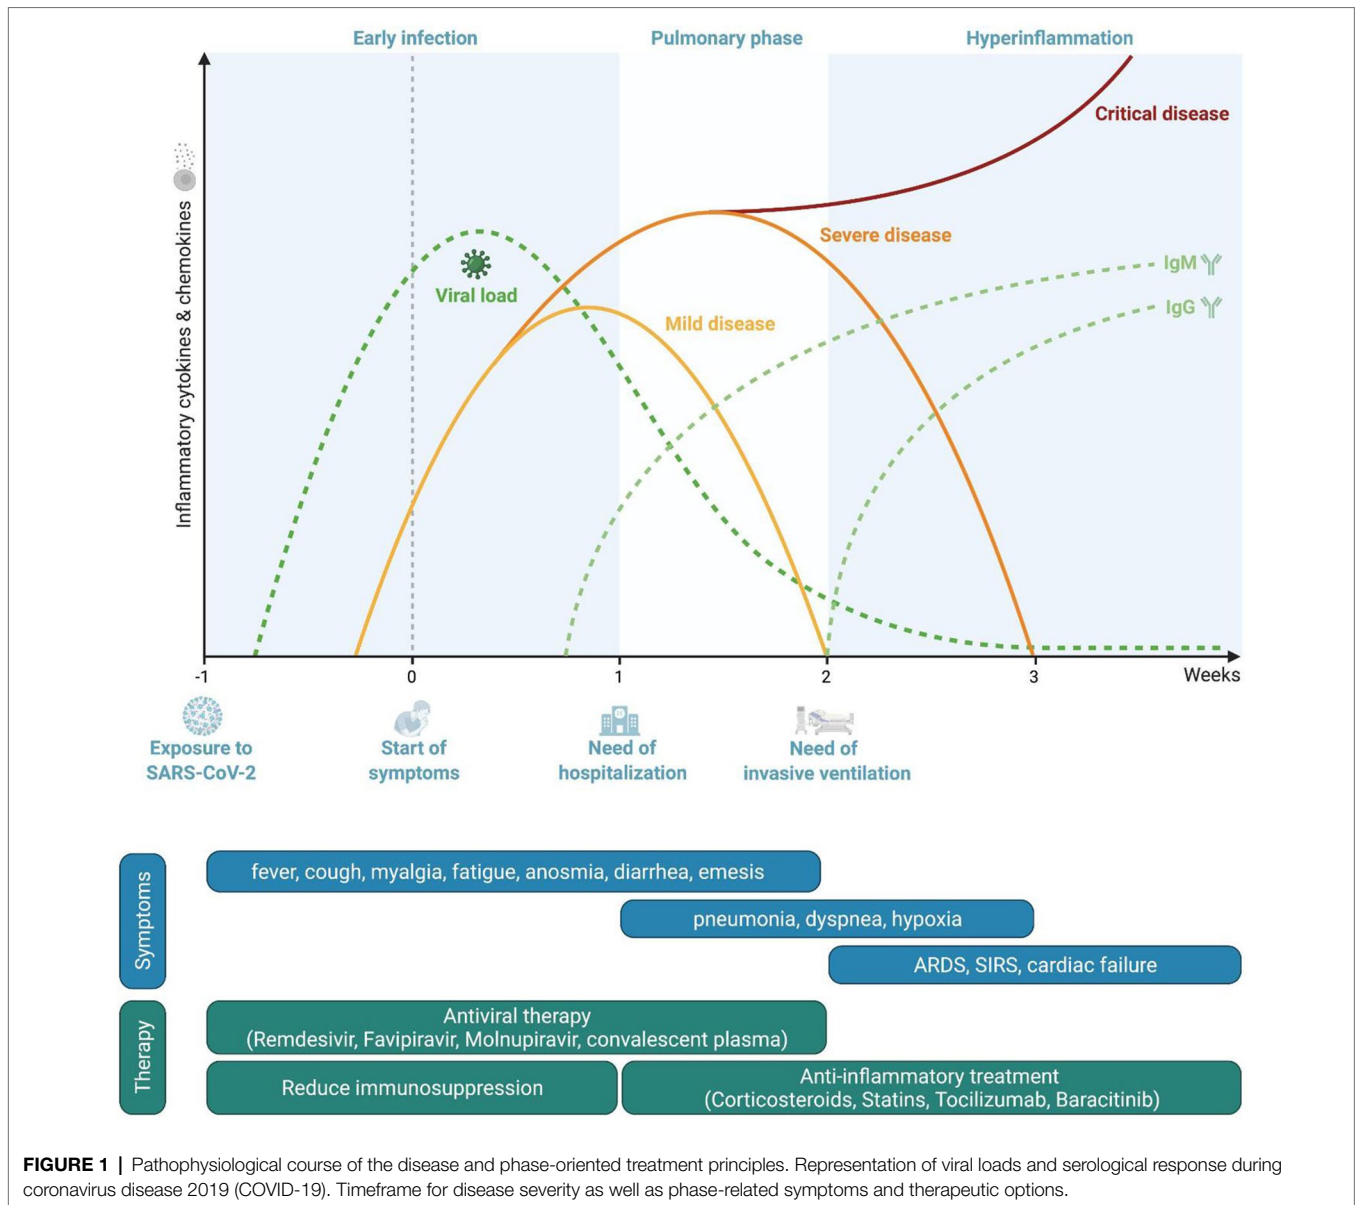 Early infection
Pulmonary phase
Hyperinflammation
Inflammatory cytokines & chemokines
Critical disease
Severe disease
IgM
IgG
Viral load
Mild disease
-1
0
1
2
3
Weeks
Exposure to
SARS-CoV-2
Start of
symptoms
Need of
hospitalization
Need of
invasive ventilation
Symptoms
fever, cough, myalgia, fatigue, anosmia, diarrhea, emesis
pneumonia, dyspnea, hypoxia
ARDS, SIRS, cardiac failure
Therapy
Antiviral therapy
(Remdesivir, Favipiravir, Molnupiravir, convalescent plasma)
Reduce immunosuppression
Anti-inflammatory treatment
(Corticosteroids, Statins, Tocilizumab, Baracitinib)
FIGURE 1 | Pathophysiological course of the disease and phase-oriented treatment principles. Representation of viral loads and serological response during
coronavirus disease 2019 (COVID-19). Timeframe for disease severity as well as phase-related symptoms and therapeutic options.